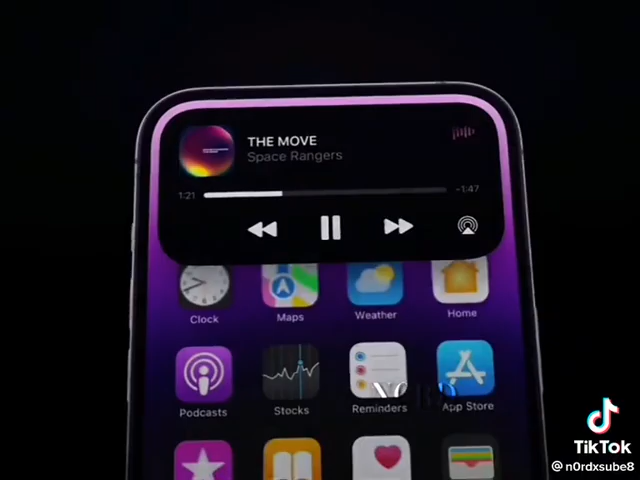 THE MOVE
Space Rangers
1:21
-1:47
Clock
Maps
Weather
Home
Podcasts
Stocks
Reminders
App Store
TikTok
@n0rdxsube8